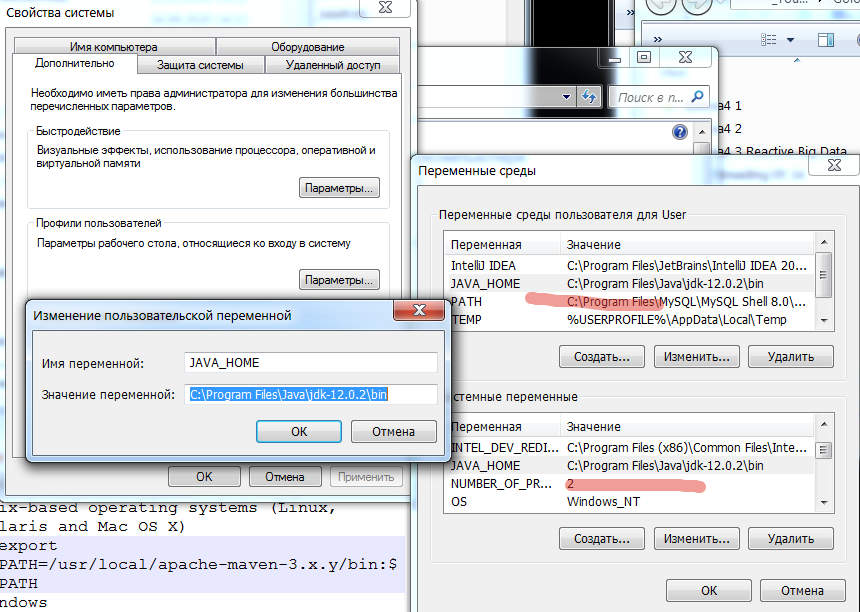 Свойства системы
Имя компьютера
Оборудование
Дополнительно
Защита системы
Удаленный доступ
Необходимо иметь права администратора для изменения большинства
перечисленных параметров.
Быстродействие
Визуальные эффекты, использование процессора, оперативной и
виртуальной памяти
Параметры...
Профили пользователей
Параметры рабочего стола, относящиеся ко входу в систему
Параметры...
Изменение пользовательской переменной
Имя переменной:
JAVA_HOME
Значение переменной:
C:\Program Files\Java\jdk-12.0.2\bin
OK
Отмена
OK
Отмена
Применить
ix-based operating systems (Linux,
laris and Mac OS X)
export
PATH=/usr/local/apache-maven-3.x.y/bin:$
PATH
ndows
Поиск в п...
а4 1
а4 2
а4 3 Reactive Big Data
Переменные среды
Переменные среды пользователя для User
Переменная Значение
IntelliJ IDEA C:\Program Files\JetBrains\IntelliJ IDEA 20...
JAVA_HOME C:\Program Files\Java\jdk-12.0.2\bin
PATH C:\Program Files\MySQL\MySQL Shell 8.0\...
TEMP %USERPROFILE%\AppData\Local\Temp
Создать...
Изменить...
Удалить
стемные переменные
Переменная Значение
INTEL_DEV_REDI... C:\Program Files (x86)\Common Files\Inte...
JAVA_HOME C:\Program Files\Java\jdk-12.0.2\bin
NUMBER_OF_PR... 2
OS Windows_NT
Создать...
Изменить...
Удалить
OK
Отмена